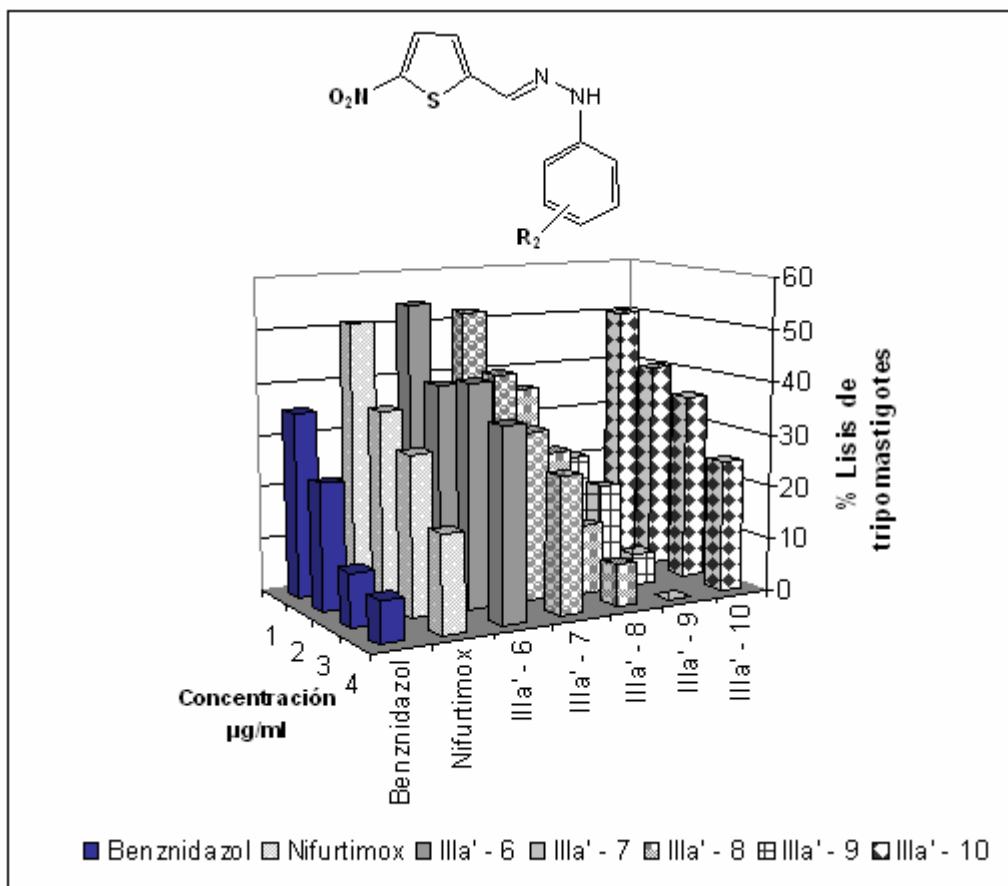 O₂N
S
N
NH
R₂
60
50
40
30
20
10
0
% Lisis de
tripomastigotes
1
2
3
4
Concentración
µg/ml
Benznidazol
Nifurtimox
IIIa' - 6
IIIa' - 7
IIIa' - 8
IIIa' - 9
IIIa' - 10
Benznidazol Nifurtimox IIIa' - 6 IIIa' - 7 IIIa' - 8 IIIa' - 9 IIIa' - 10